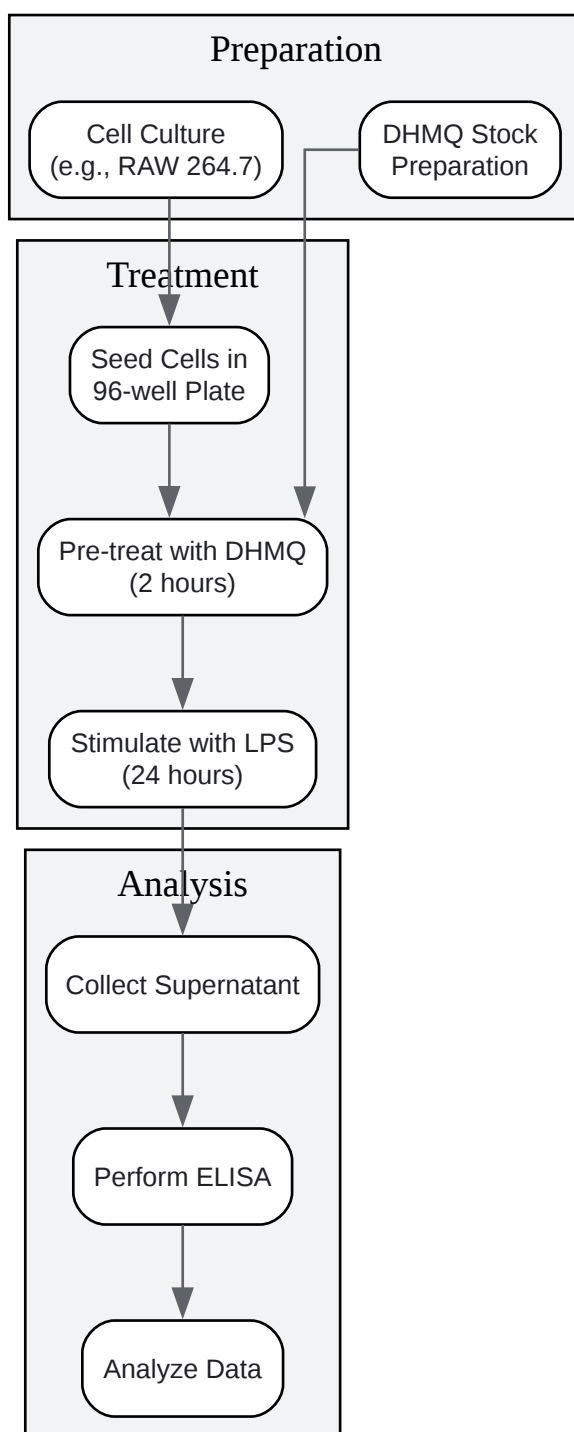 Preparation
Cell Culture
(e.g., RAW 264.7)
DHMQ Stock
Preparation
Treatment
Seed Cells in
96-well Plate
Pre-treat with DHMQ
(2 hours)
Stimulate with LPS
(24 hours)
Analysis
Collect Supernatant
Perform ELISA
Analyze Data